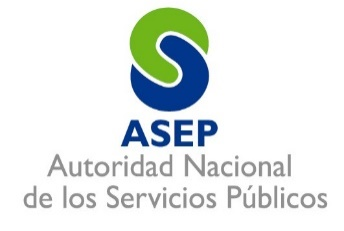 ASEP
Autoridad Nacional
de los Servicios Públicos